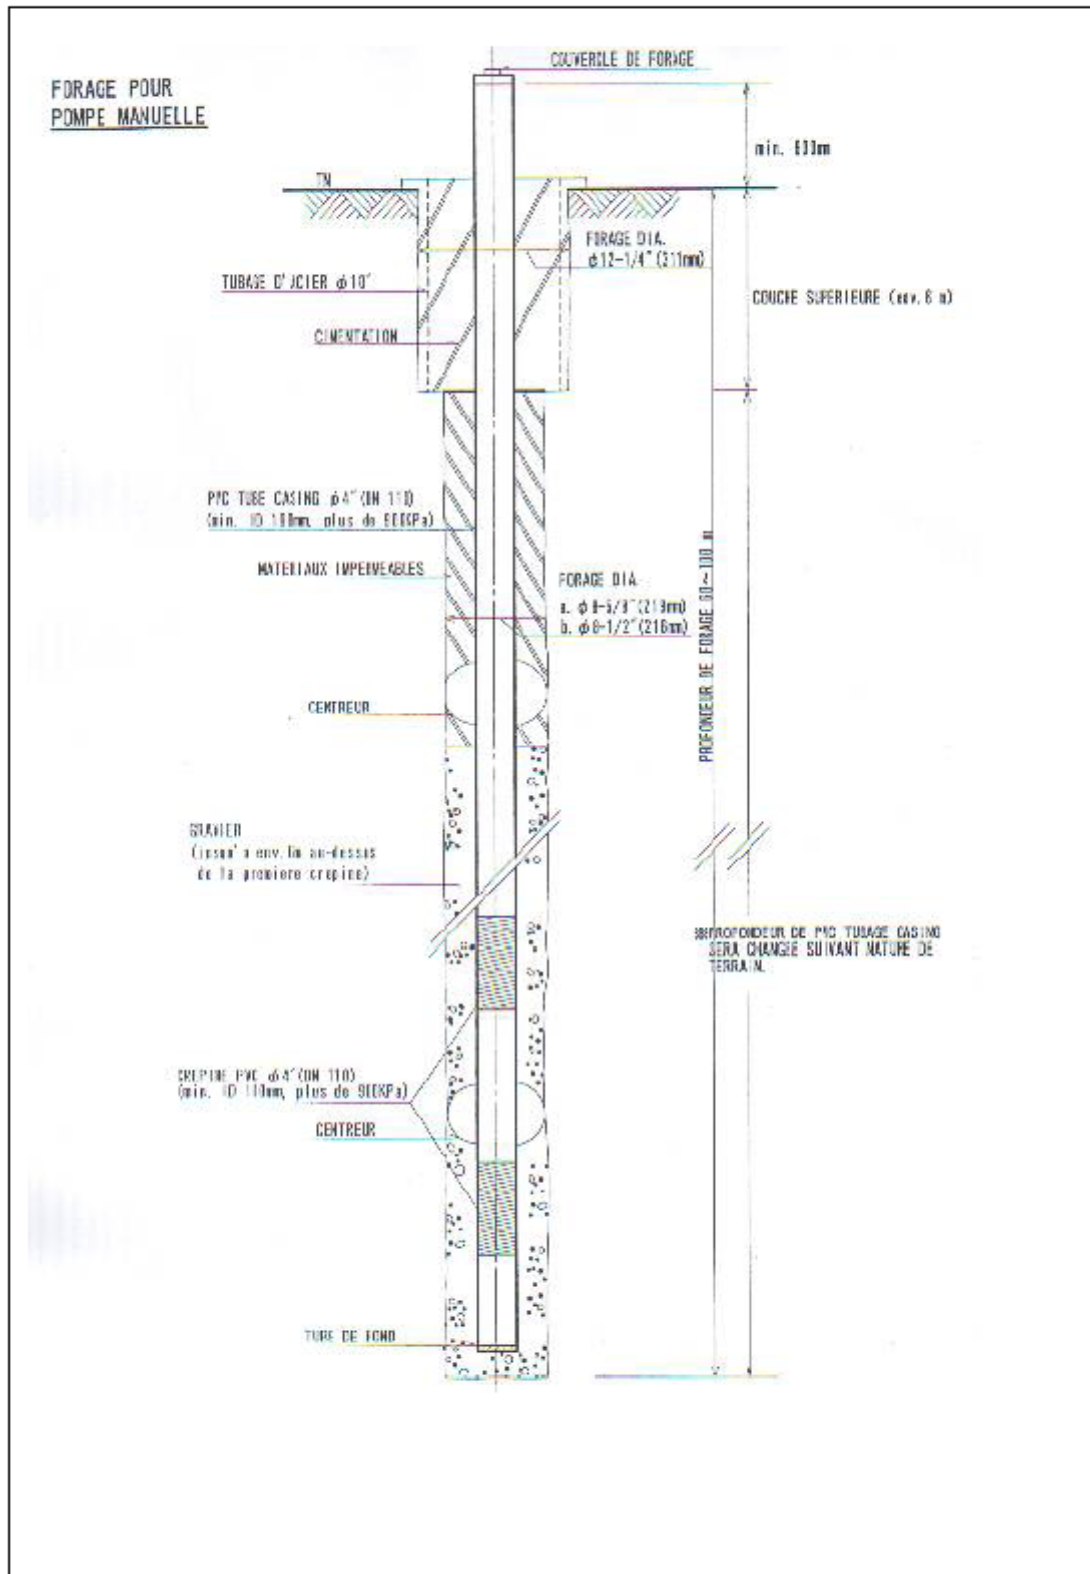 FORAGE POUR
POMPE MANUELLE
COUVERCLE DE FORAGE
min. 600mm
TN
FORAGE DIA.
φ12-1/4"(311mm)
TUBAGE D'ACIER φ10"
COUCHE SUPERIEURE (env. 6 m)
CIMENTATION
PVC TUBE CASING φ4"(DN 110)
(min. ID 100mm, plus de 900KPa)
MATERIAUX IMPERMEABLES
FORAGE DIA
a. φ8-5/8"(219mm)
b. φ8-1/2"(216mm)
PROFONDEUR DE FORAGE 60~100 m
CENTREUR
GRAVIER
(jusqu'a env.1m au-dessus
de la premiere crepine)
PROFONDEUR DE PVC TUBAGE CASING
SERA CHANGEE SUIVANT NATURE DE
TERRAIN.
CREPINE PVC φ4"(DN 110)
(min. ID 100mm, plus de 900KPa)
CENTREUR
TUBE DE FOND